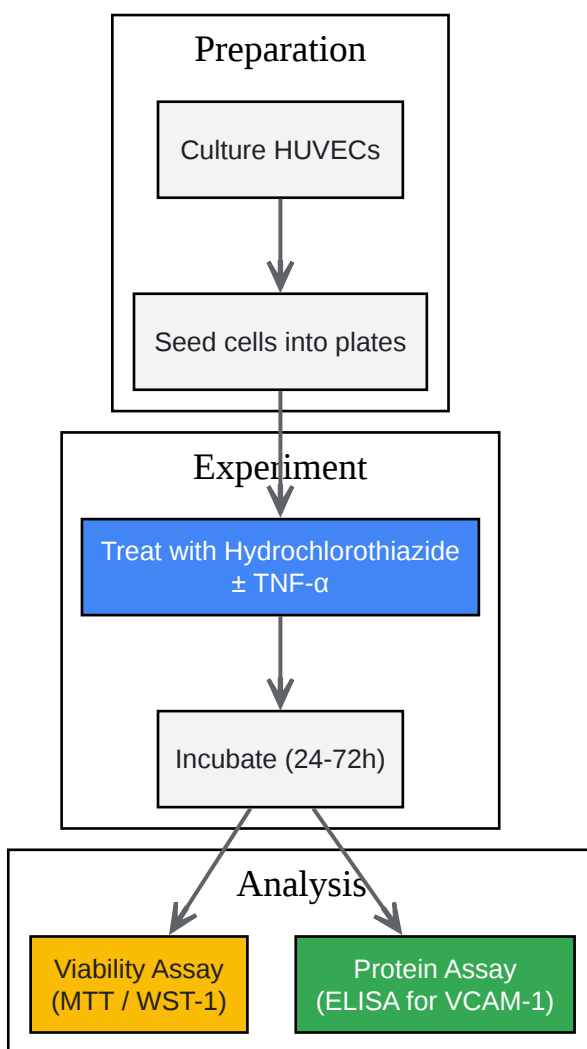 Preparation
Culture HUVECs
Seed cells into plates
Experiment
Treat with Hydrochlorothiazide
± TNF-α
Incubate (24-72h)
Analysis
Viability Assay
(MTT / WST-1)
Protein Assay
(ELISA for VCAM-1)